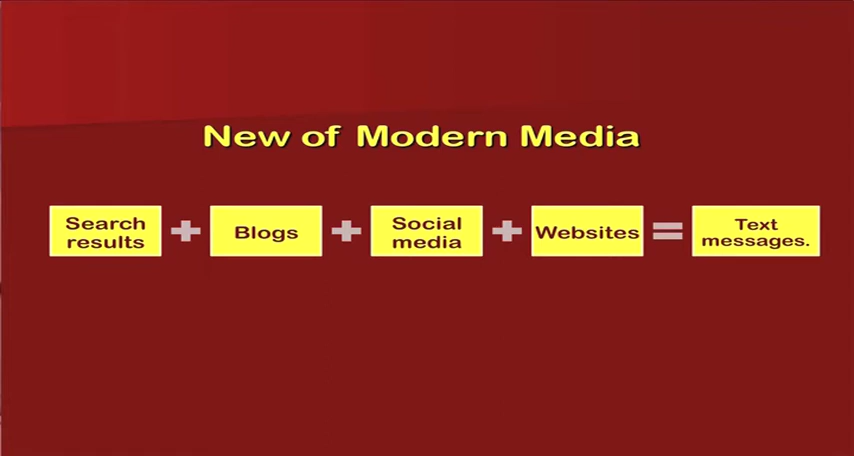 New of Modern Media
Search
results
+
Blogs
+
Social
media
+
Websites
=
Text
messages.